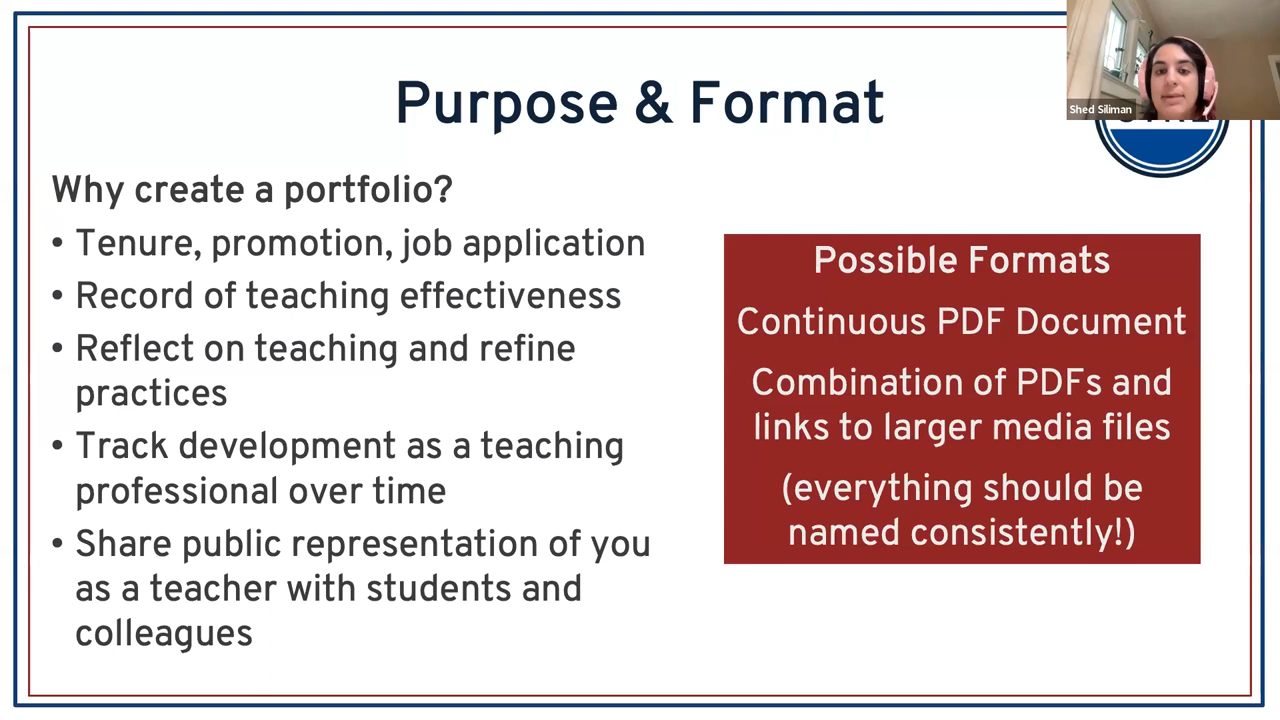 Purpose & Format
Shed Siliman
Why create a portfolio?
• Tenure, promotion, job application
• Record of teaching effectiveness
• Reflect on teaching and refine
practices
• Track development as a teaching
professional over time
• Share public representation of you
as a teacher with students and
colleagues
Possible Formats
Continuous PDF Document
Combination of PDFs and
links to larger media files
(everything should be
named consistently!)